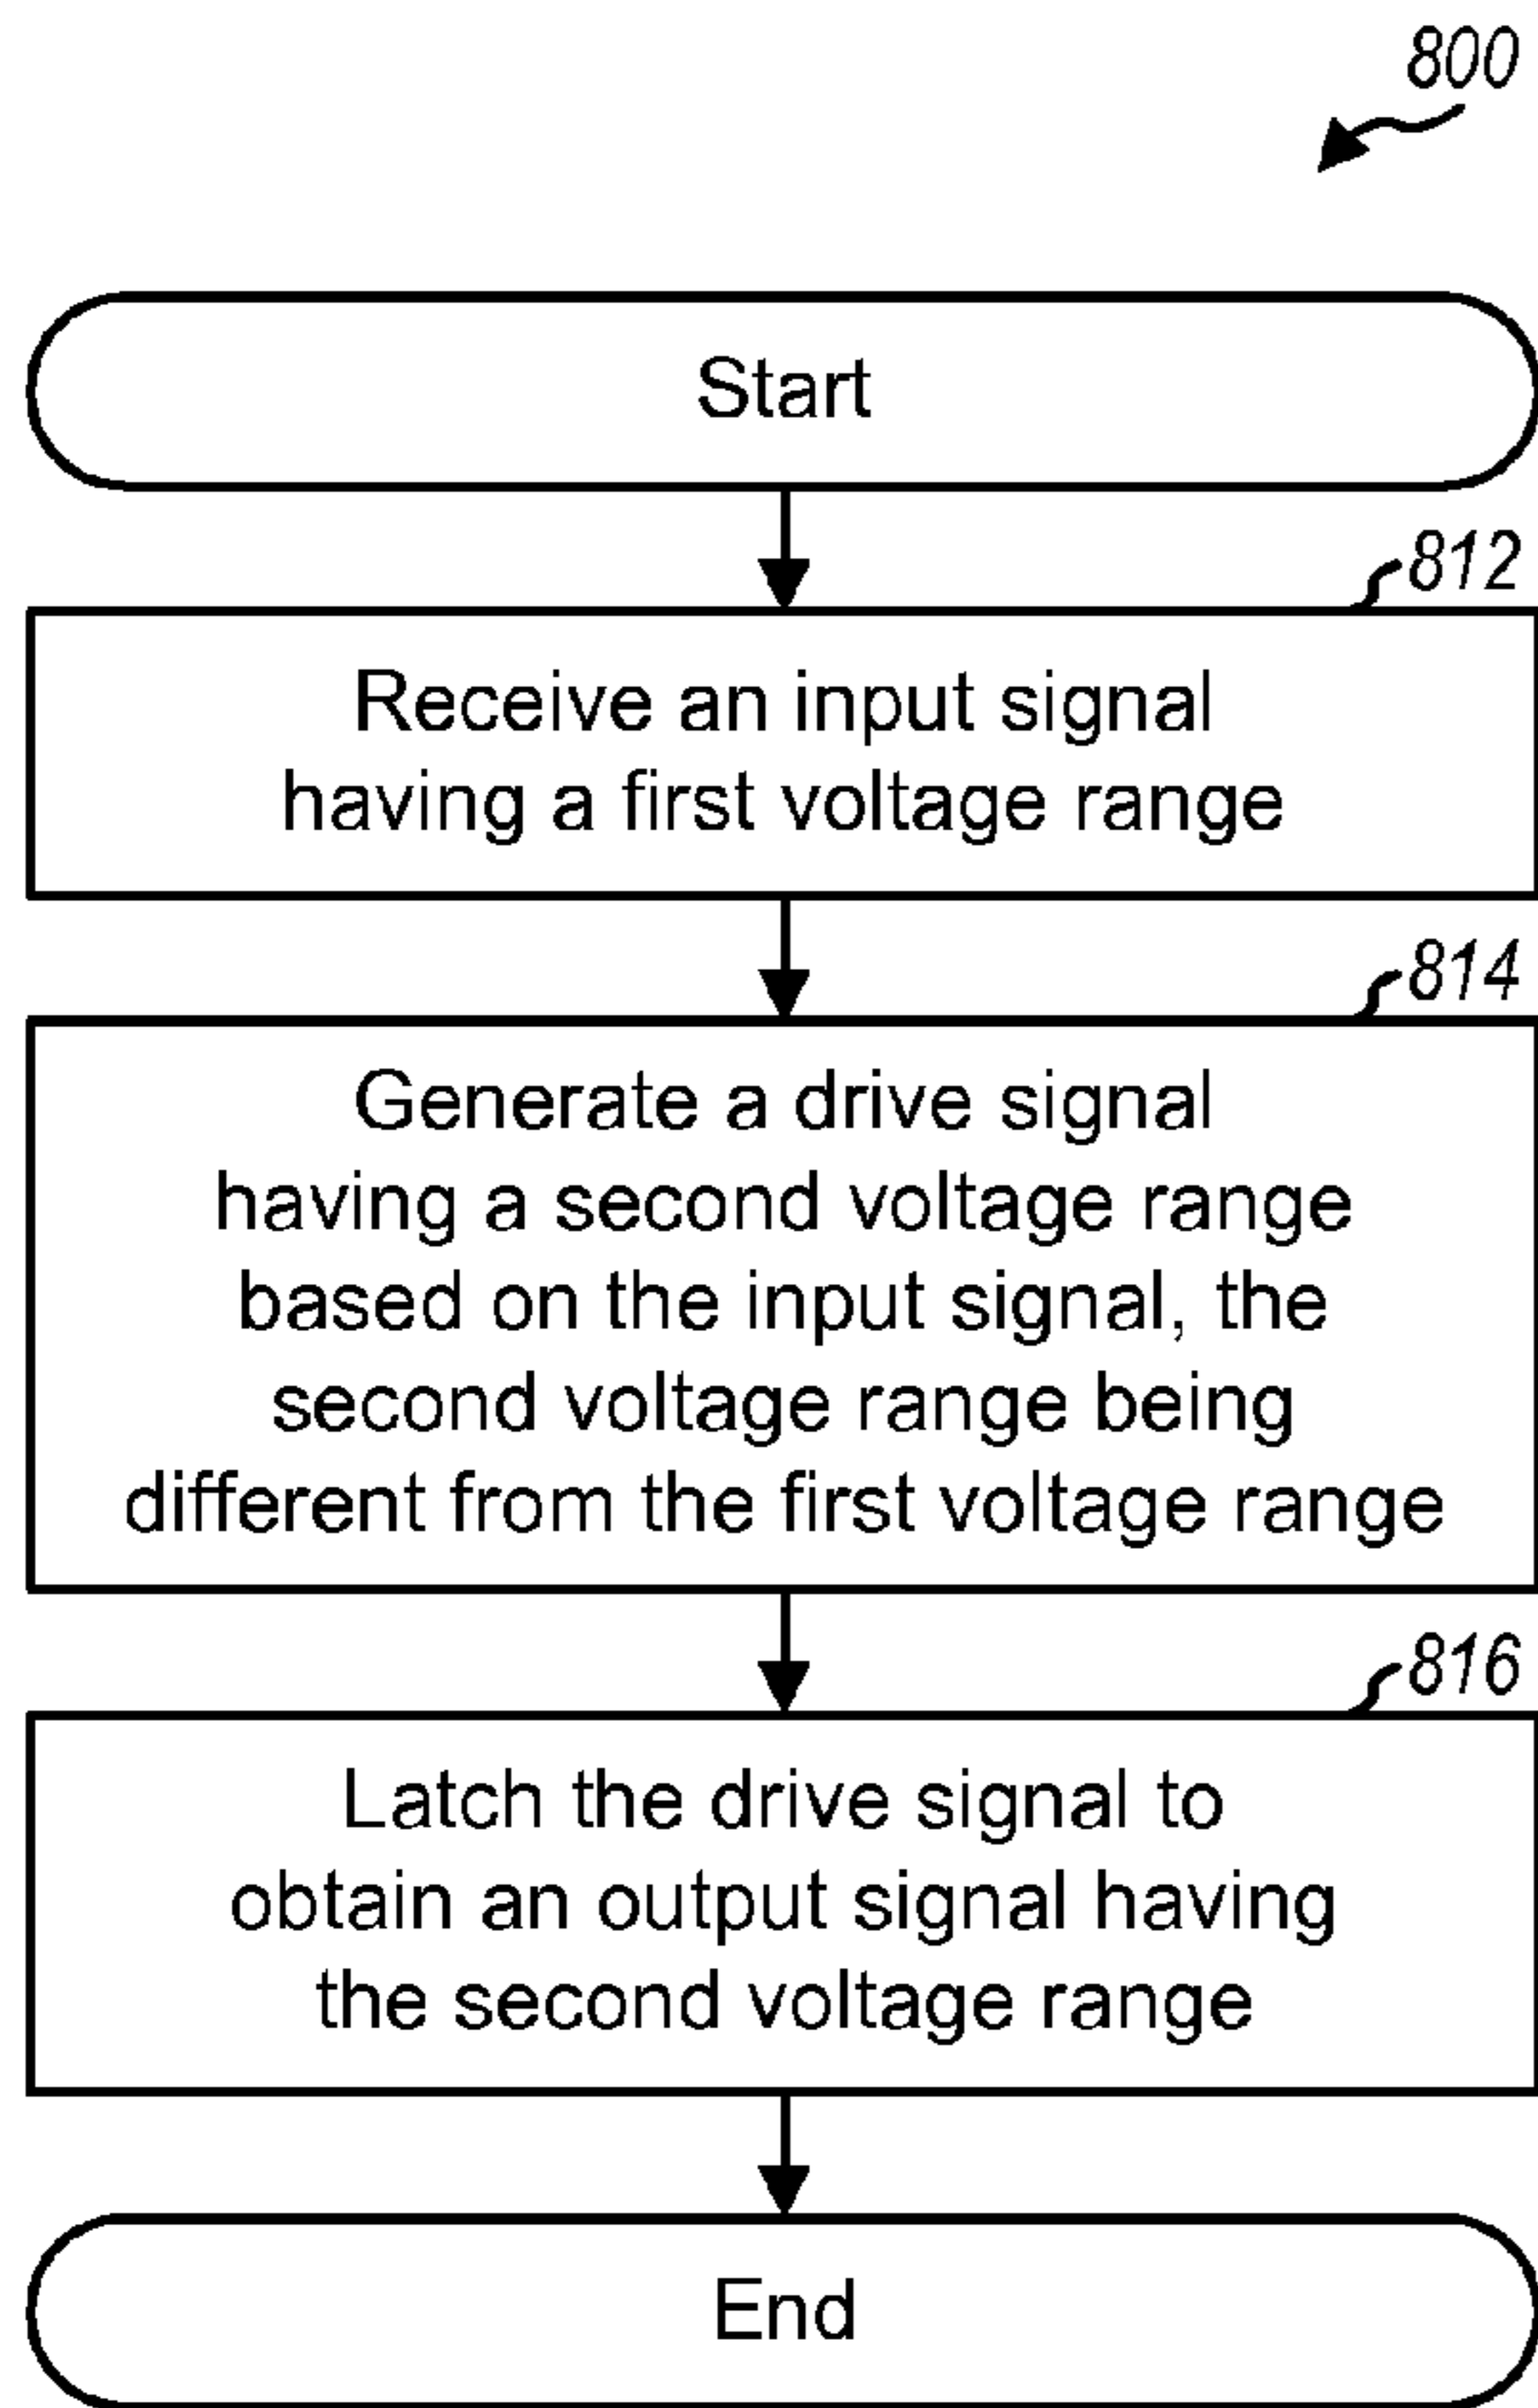 800
Start
812
Receive an input signal
having a first voltage range
814
Generate a drive signal
having a second voltage range
based on the input signal, the
second voltage range being
different from the first voltage range
816
Latch the drive signal to
obtain an output signal having
the second voltage range
End